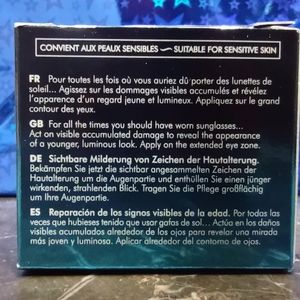 CONVIENT AUX PEAUX SENSIBLES — SUITABLE FOR SENSITIVE SKIN
FR Pour toutes les fois où vous auriez dû porter des lunettes de
soleil... Agissez sur les dommages visibles accumulés et révélez
l'apparence d'un regard jeune et lumineux. Appliquez sur le grand
contour des yeux.
GB For all the times you should have worn sunglasses...
Act on visible accumulated damage to reveal the appearance
of a younger, luminous look. Apply on the extended eye zone.
DE Sichtbare Milderung von Zeichen der Hautalterung.
Bekämpfen Sie jetzt die sichtbar angesammelten Zeichen der
Hautalterung um die Augenpartie und enthüllen Sie einen jünger
wirkenden, strahlenden Blick. Tragen Sie die Pflege großflächig
um Ihre Augenpartie.
ES Reparación de los signos visibles de la edad. Por todas las
veces que hubieses tenido que usar gafas de sol... Actúa en los daños
visibles acumulados alrededor de los ojos para revelar una mirada
más joven y luminosa. Aplicar alrededor del contorno de ojos.